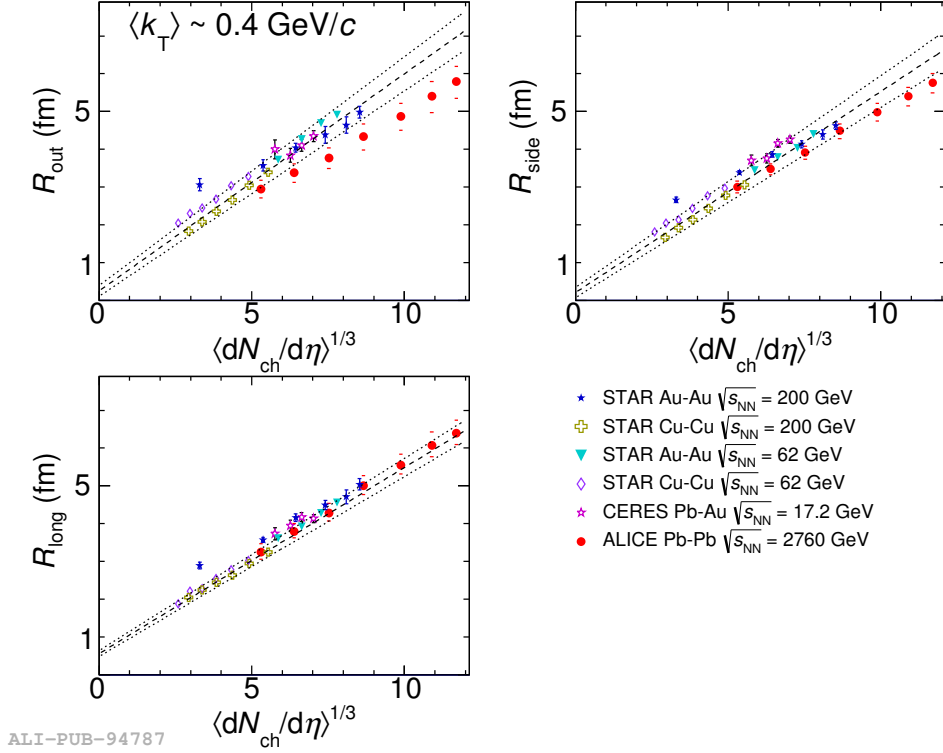 ⟨k_T⟩ ~ 0.4 GeV/c
R_out (fm)
5
1
0 5 10
⟨dN_ch/dη⟩^1/3
R_side (fm)
5
1
0 5 10
⟨dN_ch/dη⟩^1/3
R_long (fm)
5
1
0 5 10
⟨dN_ch/dη⟩^1/3
STAR Au-Au √s_NN = 200 GeV
STAR Cu-Cu √s_NN = 200 GeV
STAR Au-Au √s_NN = 62 GeV
STAR Cu-Cu √s_NN = 62 GeV
CERES Pb-Au √s_NN = 17.2 GeV
ALICE Pb-Pb √s_NN = 2760 GeV
ALI-PUB-94787